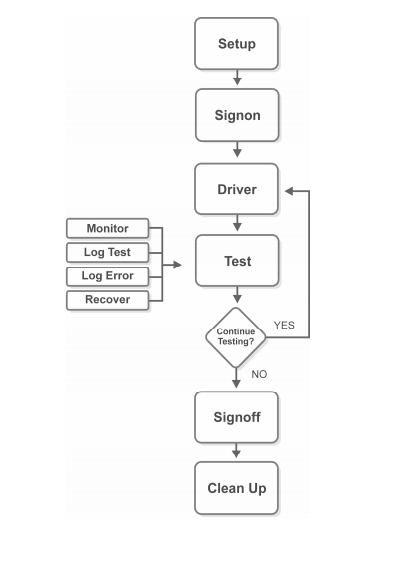 Setup
Signon
Driver
Monitor
Log Test
Log Error
Recover
Test
Continue
Testing?
YES
NO
Signoff
Clean Up